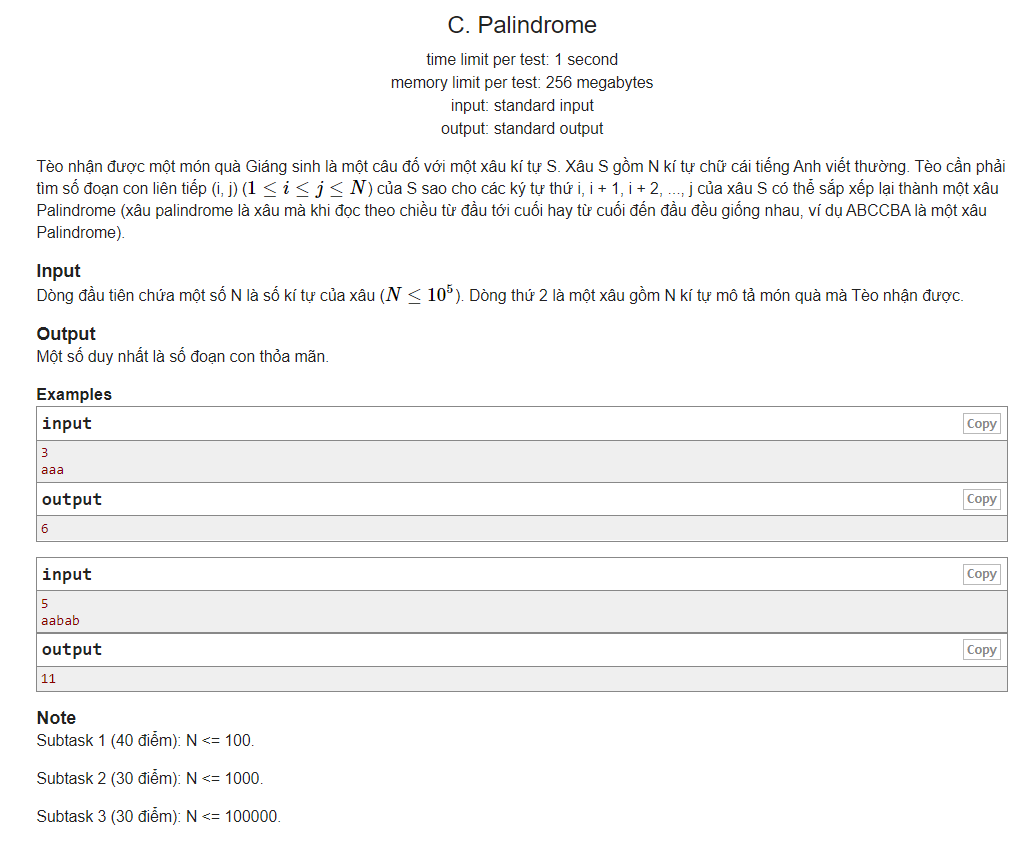 C. Palindrome
time limit per test: 1 second
memory limit per test: 256 megabytes
input: standard input
output: standard output
Tèo nhận được một món quà Giáng sinh là một câu đố với một xâu kí tự S. Xâu S gồm N kí tự chữ cái tiếng Anh viết thường. Tèo cần phải
tìm số đoạn con liên tiếp (i, j) (1 ≤ i ≤ j ≤ N) của S sao cho các ký tự thứ i, i + 1, i + 2, ..., j của xâu S có thể sắp xếp lại thành một xâu
Palindrome (xâu palindrome là xâu mà khi đọc theo chiều từ đầu tới cuối hay từ cuối đến đầu đều giống nhau, ví dụ ABCCBA là một xâu
Palindrome).
Input
Dòng đầu tiên chứa một số N là số kí tự của xâu (N ≤ 10⁵). Dòng thứ 2 là một xâu gồm N kí tự mô tả món quà mà Tèo nhận được.
Output
Một số duy nhất là số đoạn con thỏa mãn.
Examples
input Copy
3
aaa
output Copy
6
input Copy
5
aabab
output Copy
11
Note
Subtask 1 (40 điểm): N <= 100.
Subtask 2 (30 điểm): N <= 1000.
Subtask 3 (30 điểm): N <= 100000.